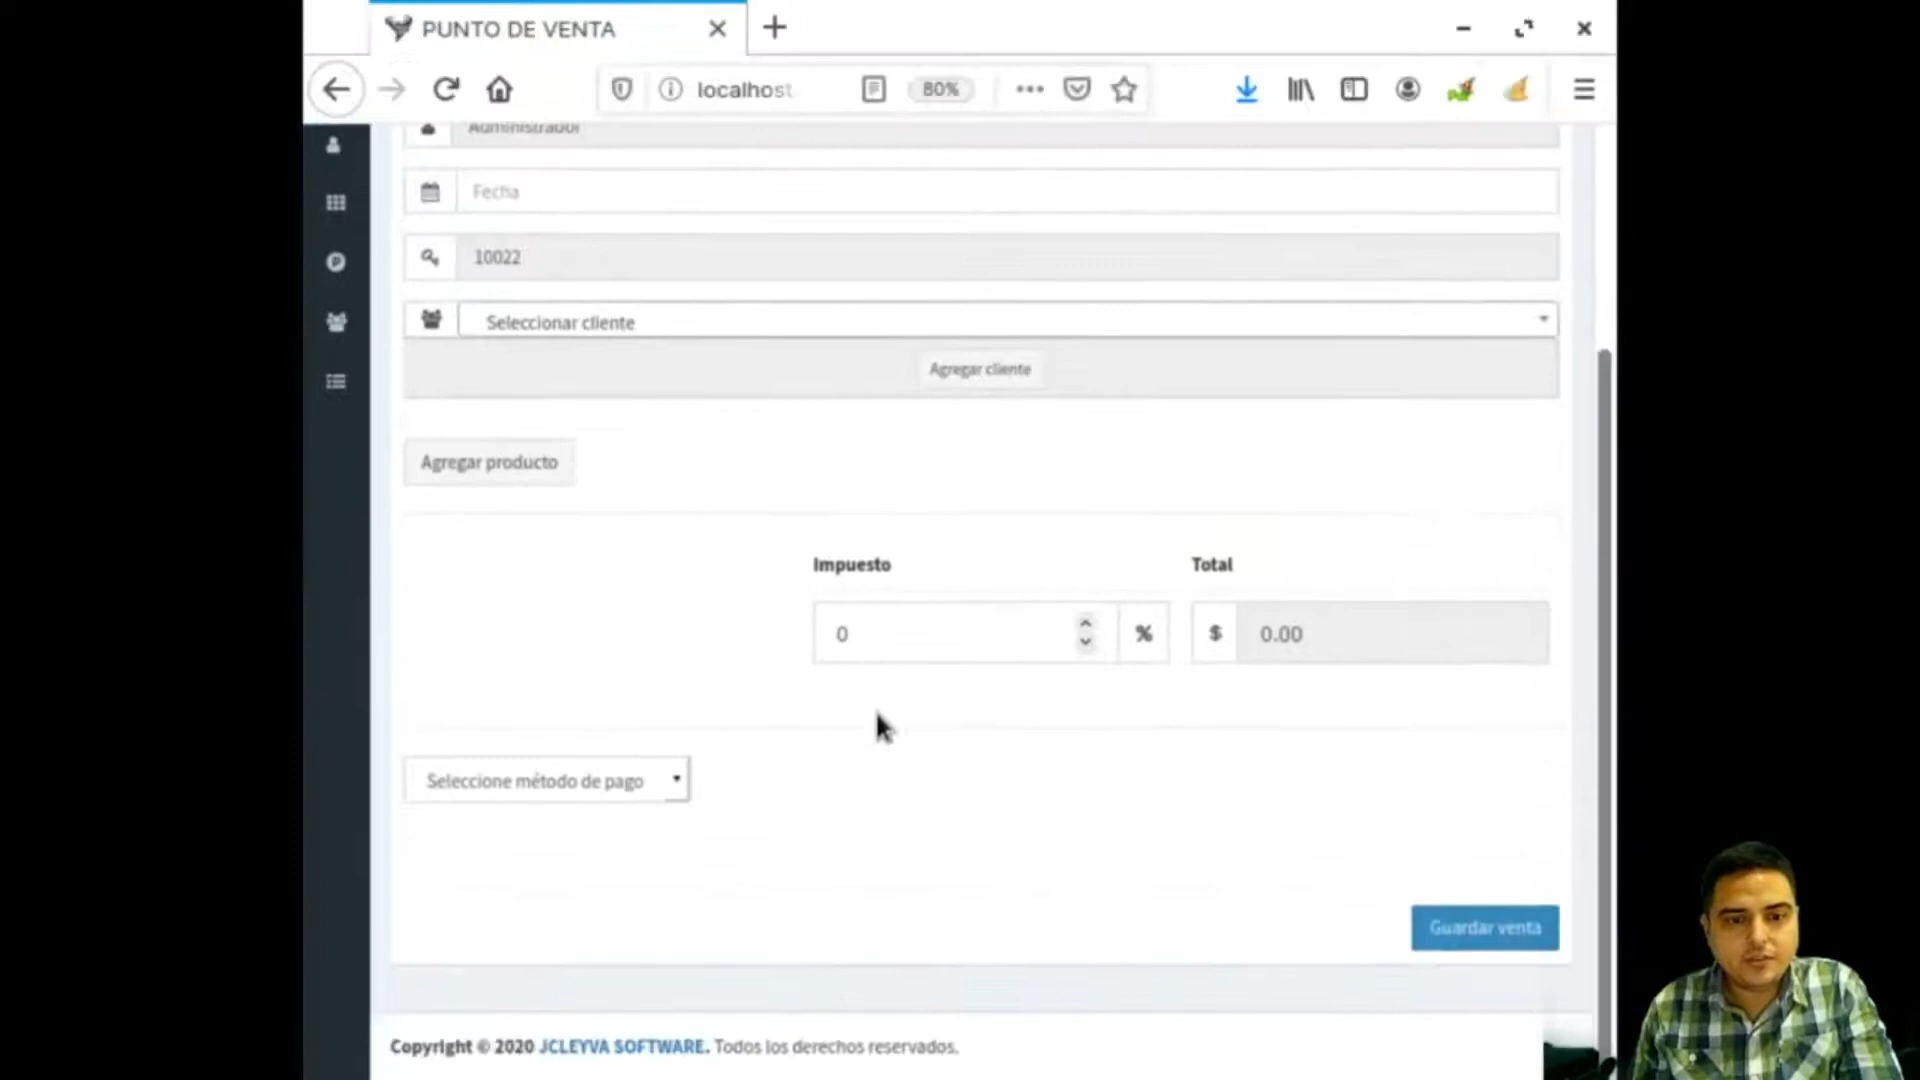 PUNTO DE VENTA
localhost
80%
Administrador
Fecha
10022
Seleccionar cliente
Agregar cliente
Agregar producto
Impuesto
Total
0
%
$
0.00
Seleccione método de pago
Guardar venta
Copyright © 2020 JCLEYVA SOFTWARE. Todos los derechos reservados.